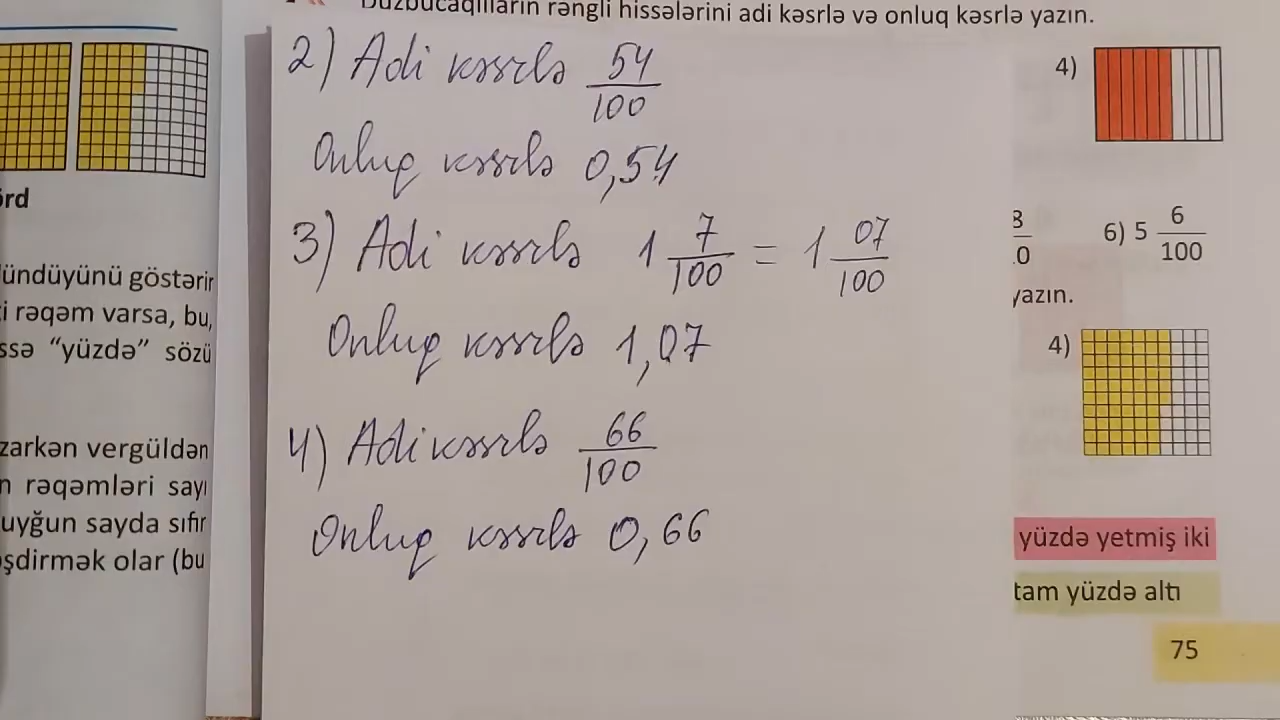 Düzbucaqlıların rəngli hissələrini adi kəsrlə və onluq kəsrlə yazın.
2) Adi kəsrlə 54/100
Onluq kəsrlə 0,54
3) Adi kəsrlə 1 7/100 = 1 07/100
Onluq kəsrlə 1,07
4) Adi kəsrlə 66/100
Onluq kəsrlə 0,66
örd
ündüyünü göstərir
i rəqəm varsa, bu,
ssə “yüzdə” sözü
zarkən vergüldən
n rəqəmləri sayı
uyğun sayda sıfır
şdirmək olar (bu
4)
6) 5 6/100
yazın.
4)
yüzdə yetmiş iki
tam yüzdə altı
75